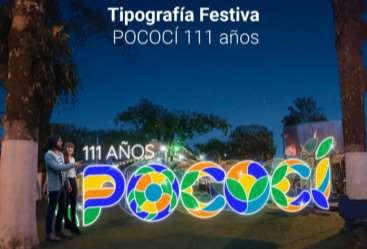 Tipografía Festiva
POCOCÍ 111 años
111 AÑOS
POCOCÍ